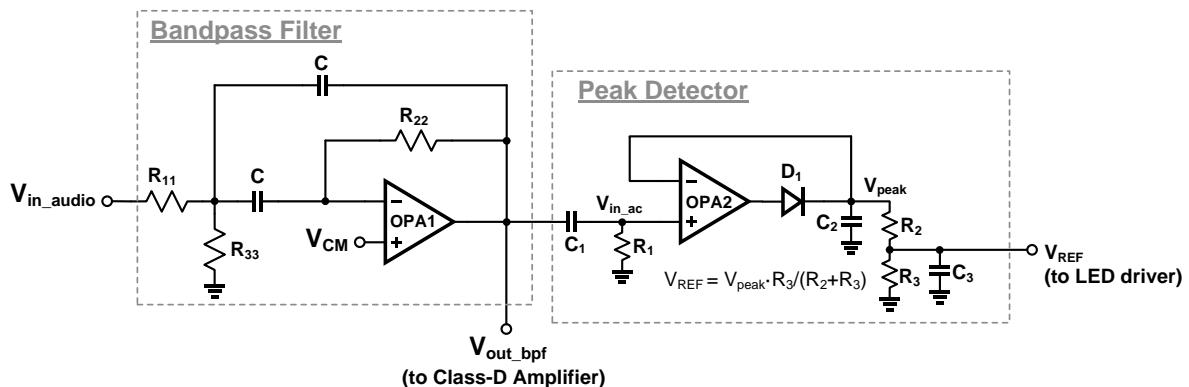 Bandpass Filter
C
R22
Vin_audio
R11
C
R33
VCM
−
+
OPA1
Vout_bpf
(to Class-D Amplifier)
Peak Detector
C1
Vin_ac
R1
−
+
OPA2
D1
Vpeak
C2
R2
R3
C3
VREF = Vpeak·R3/(R2+R3)
VREF
(to LED driver)